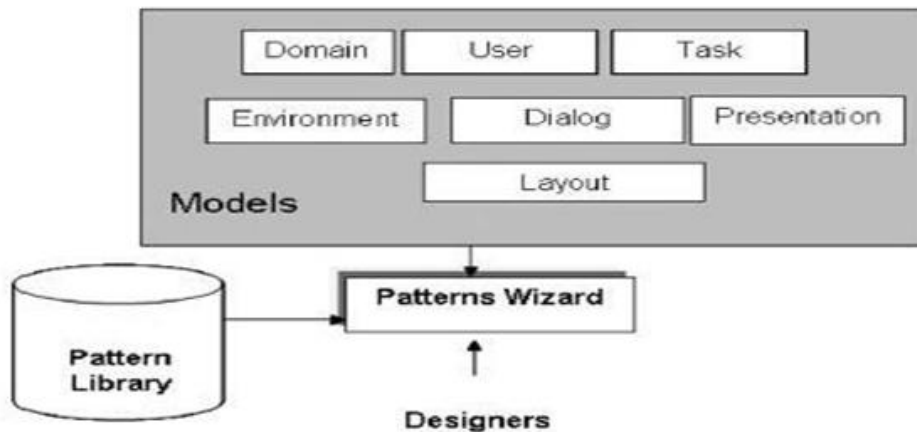 Domain
User
Task
Environment
Dialog
Presentation
Layout
Models
Patterns Wizard
Pattern
Library
Designers